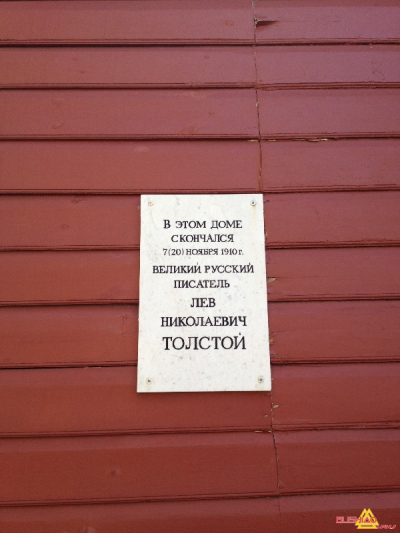 В ЭТОМ ДОМЕ
СКОНЧАЛСЯ
7(20) НОЯБРЯ 1910 г.
ВЕЛИКИЙ РУССКИЙ
ПИСАТЕЛЬ
ЛЕВ
НИКОЛАЕВИЧ
ТОЛСТОЙ